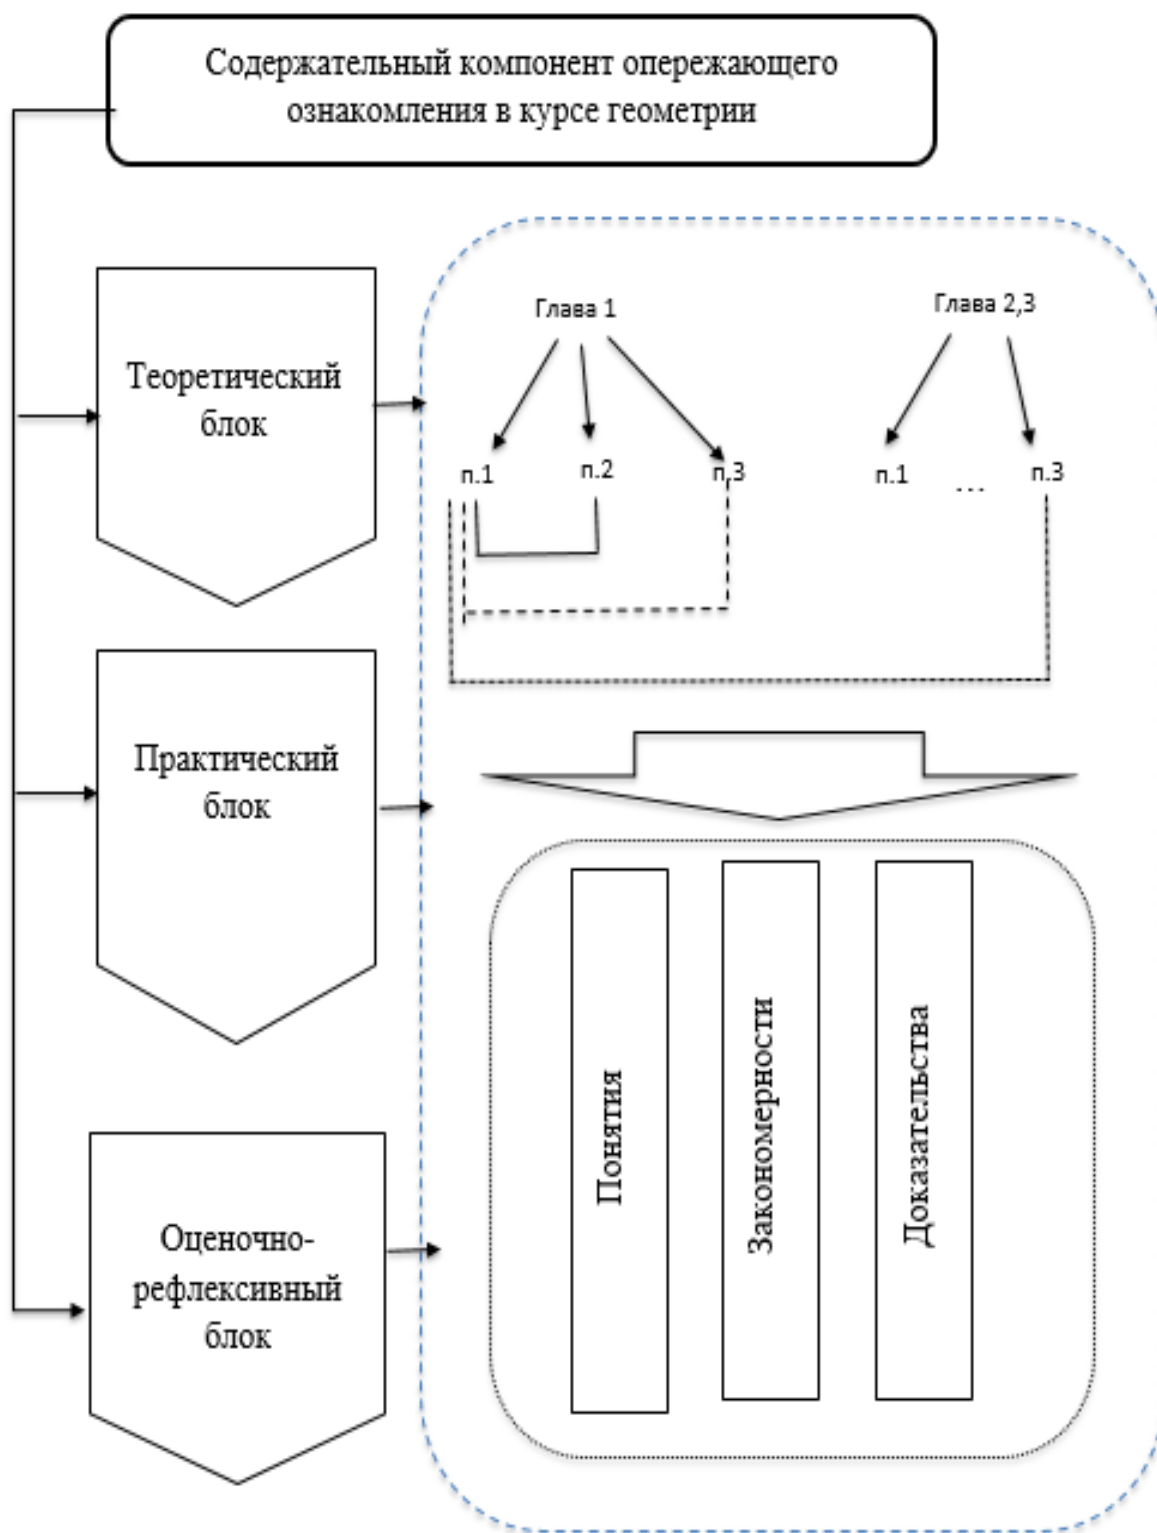 Содержательный компонент опережающего
ознакомления в курсе геометрии
Теоретический
блок
Глава 1
Глава 2,3
п.1
п.2
п.3
п.1
...
п.3
Практический
блок
Оценочно-
рефлексивный
блок
Понятия
Закономерности
Доказательства